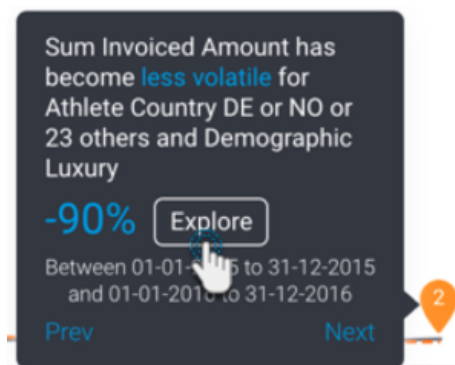 Sum Invoiced Amount has
become less volatile for
Athlete Country DE or NO or
23 others and Demographic
Luxury
-90% Explore
Between 01-01- to 31-12-2015
and 01-01-2016 to 31-12-2016
Prev Next
2